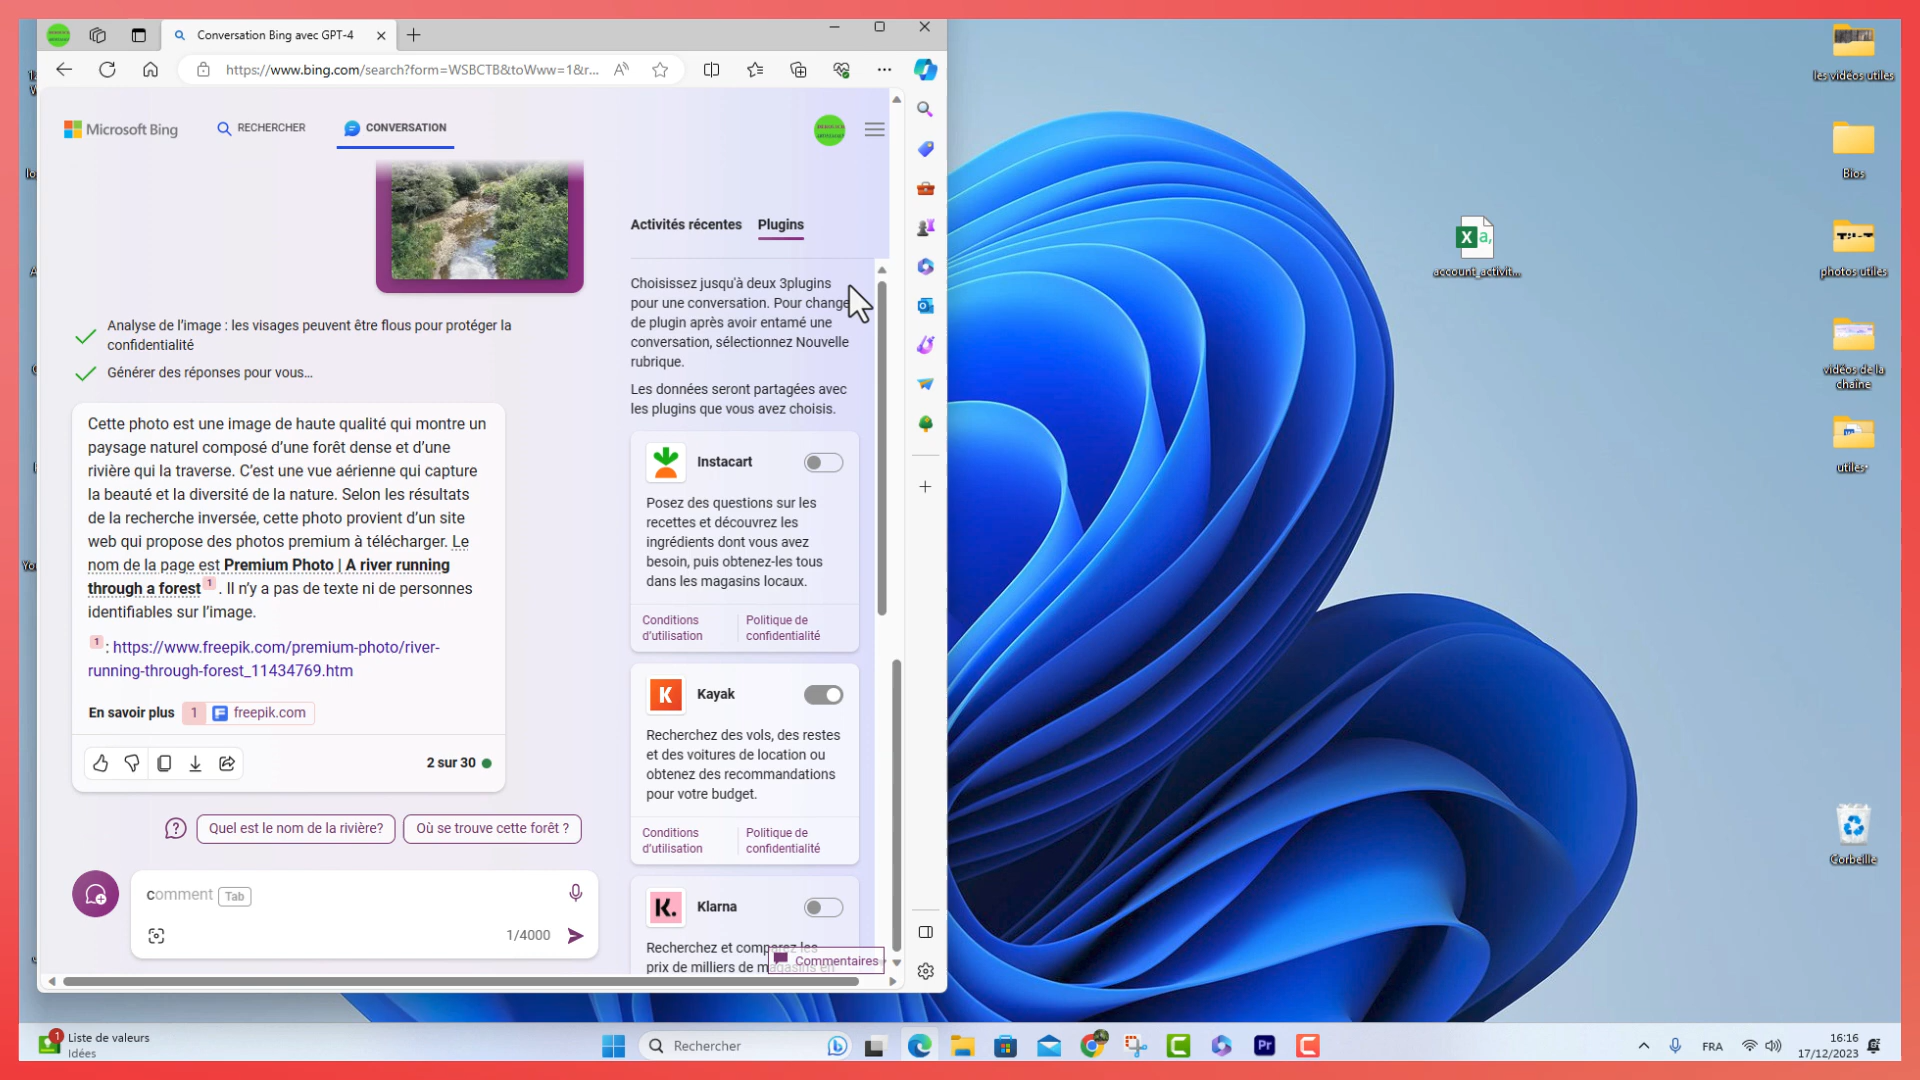 Conversation Bing avec GPT-4
https://www.bing.com/search?form=WSBCTB&toWww=1&r...
Microsoft Bing
RECHERCHER
CONVERSATION
Analyse de l'image : les visages peuvent être flous pour protéger la
confidentialité
Générer des réponses pour vous...
Cette photo est une image de haute qualité qui montre un
paysage naturel composé d'une forêt dense et d'une
rivière qui la traverse. C'est une vue aérienne qui capture
la beauté et la diversité de la nature. Selon les résultats
de la recherche inversée, cette photo provient d'un site
web qui propose des photos premium à télécharger. Le
nom de la page est Premium Photo | A river running
through a forest 1 . Il n'y a pas de texte ni de personnes
identifiables sur l'image.
1 : https://www.freepik.com/premium-photo/river-
running-through-forest_11434769.htm
En savoir plus 1 freepik.com
2 sur 30
Quel est le nom de la rivière?
Où se trouve cette forêt ?
comment Tab
1/4000
Activités récentes
Plugins
Choisissez jusqu'à deux 3plugins
pour une conversation. Pour change
de plugin après avoir entamé une
conversation, sélectionnez Nouvelle
rubrique.
Les données seront partagées avec
les plugins que vous avez choisis.
Instacart
Posez des questions sur les
recettes et découvrez les
ingrédients dont vous avez
besoin, puis obtenez-les tous
dans les magasins locaux.
Conditions
d'utilisation
Politique de
confidentialité
Kayak
Recherchez des vols, des restes
et des voitures de location ou
obtenez des recommandations
pour votre budget.
Conditions
d'utilisation
Politique de
confidentialité
K.
Klarna
Recherchez et comparez les
prix de milliers de magasins en
Commentaires
account_activit...
les vidéos utiles
Bios
photos utiles
vidéos de la
chaine
utiles
Corbeille
1
Liste de valeurs
Idées
Rechercher
Pr
FRA
16:16
17/12/2023